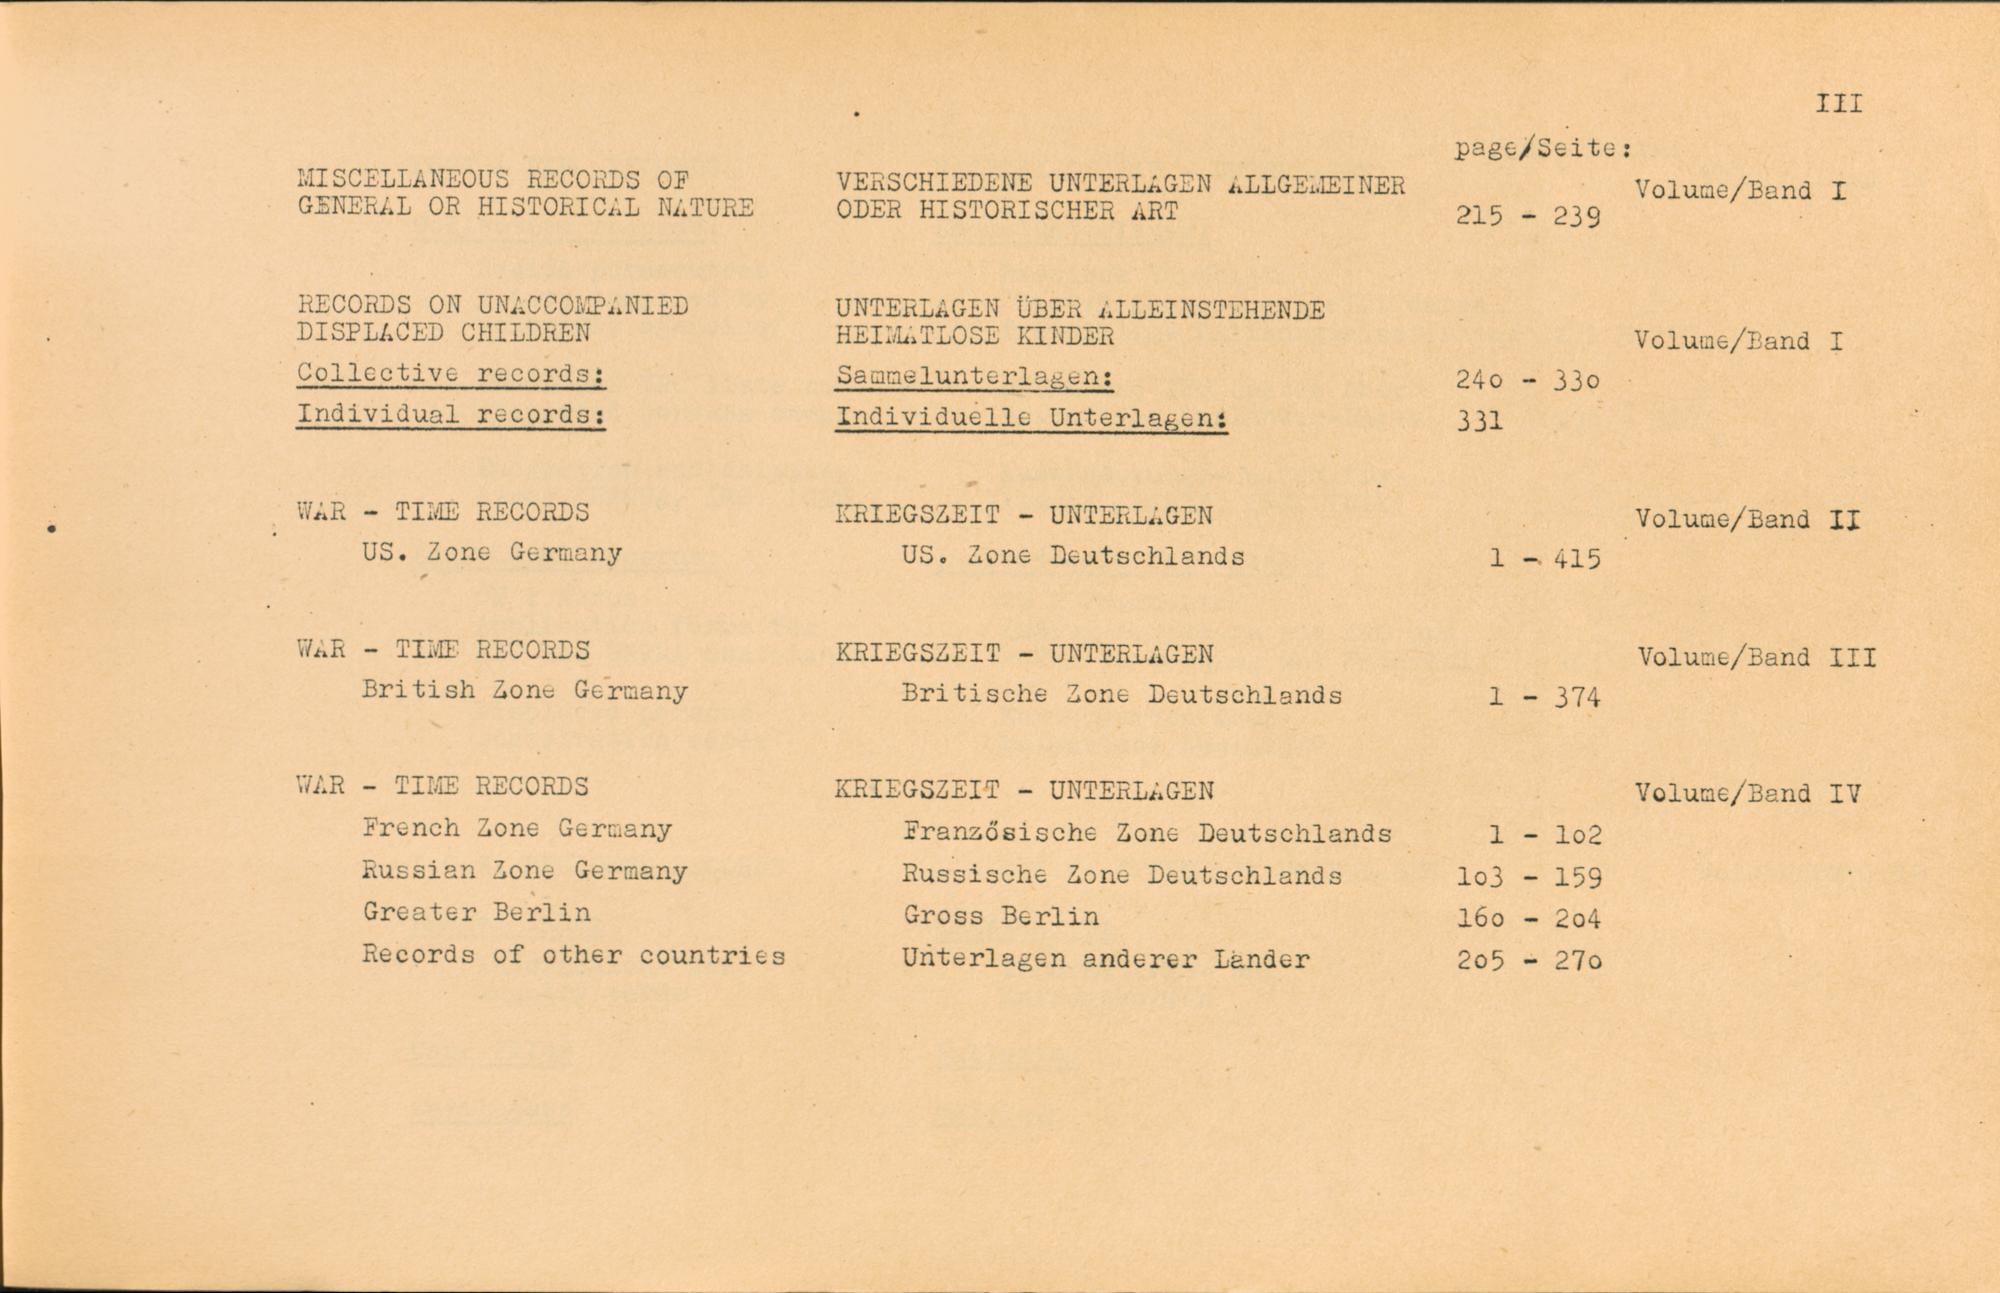 III
page/Seite:
MISCELLANEOUS RECORDS OF VERSCHIEDENE UNTERLAGEN ALLGEMEINER Volume/Band I
GENERAL OR HISTORICAL NATURE ODER HISTORISCHER ART 215 - 239
RECORDS ON UNACCOMPANIED UNTERLAGEN ÜBER ALLEINSTEHENDE
DISPLACED CHILDREN HEIMATLOSE KINDER Volume/Band I
Collective records: Sammelunterlagen: 24o - 33o
Individual records: Individuelle Unterlagen: 331
WAR - TIME RECORDS KRIEGSZEIT - UNTERLAGEN Volume/Band II
US. Zone Germany US. Zone Deutschlands 1 - 415
WAR - TIME RECORDS KRIEGSZEIT - UNTERLAGEN Volume/Band III
British Zone Germany Britische Zone Deutschlands 1 - 374
WAR - TIME RECORDS KRIEGSZEIT - UNTERLAGEN Volume/Band IV
French Zone Germany Französische Zone Deutschlands 1 - 1o2
Russian Zone Germany Russische Zone Deutschlands 1o3 - 159
Greater Berlin Gross Berlin 16o - 2o4
Records of other countries Unterlagen anderer Länder 2o5 - 27o